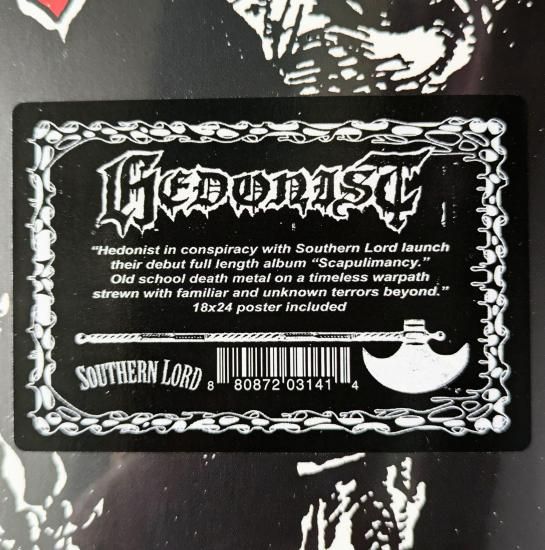 HEDONIST
"Hedonist in conspiracy with Southern Lord launch
their debut full length album "Scapulimancy."
Old school death metal on a timeless warpath
strewn with familiar and unknown terrors beyond."
18x24 poster included
SOUTHERN LORD
8 80872 03141 4